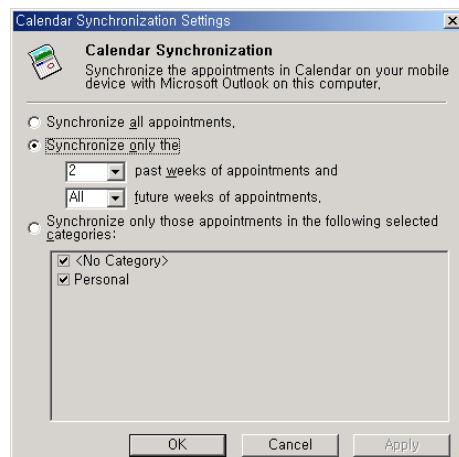 Calendar Synchronization Settings
Calendar Synchronization
Synchronize the appointments in Calendar on your mobile
device with Microsoft Outlook on this computer,
Synchronize all appointments,
Synchronize only the
2 past weeks of appointments and
All future weeks of appointments,
Synchronize only those appointments in the following selected
categories:
<No Category>
Personal
OK Cancel Apply